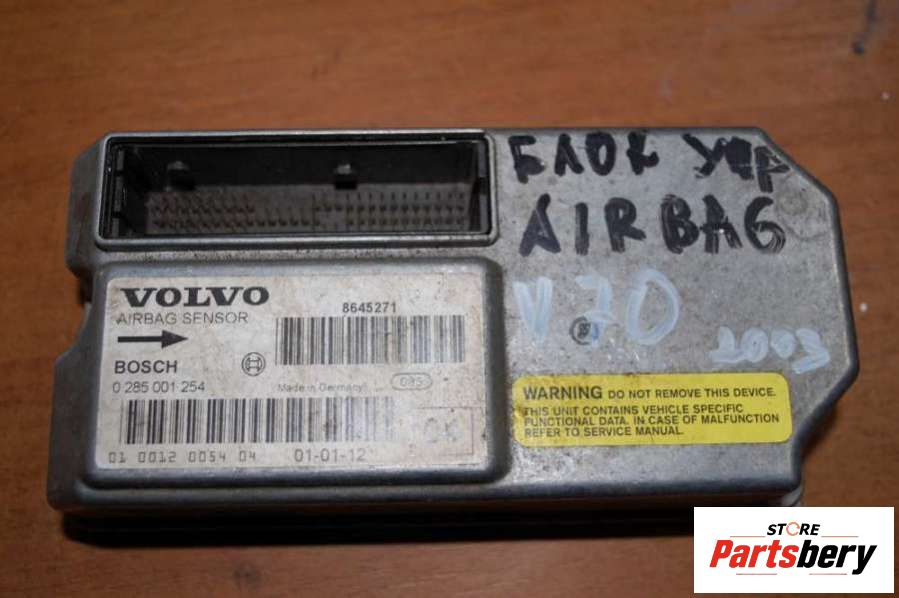 БЛОК УПР
AIRBAG
V70
2003
VOLVO
AIRBAG SENSOR
8645271
BOSCH
0 285 001 254
Made in Germany
085
01 0012 0054 04
01-01-12
WARNING DO NOT REMOVE THIS DEVICE.
THIS UNIT CONTAINS VEHICLE SPECIFIC
FUNCTIONAL DATA. IN CASE OF MALFUNCTION
REFER TO SERVICE MANUAL.
STORE
Partsbery